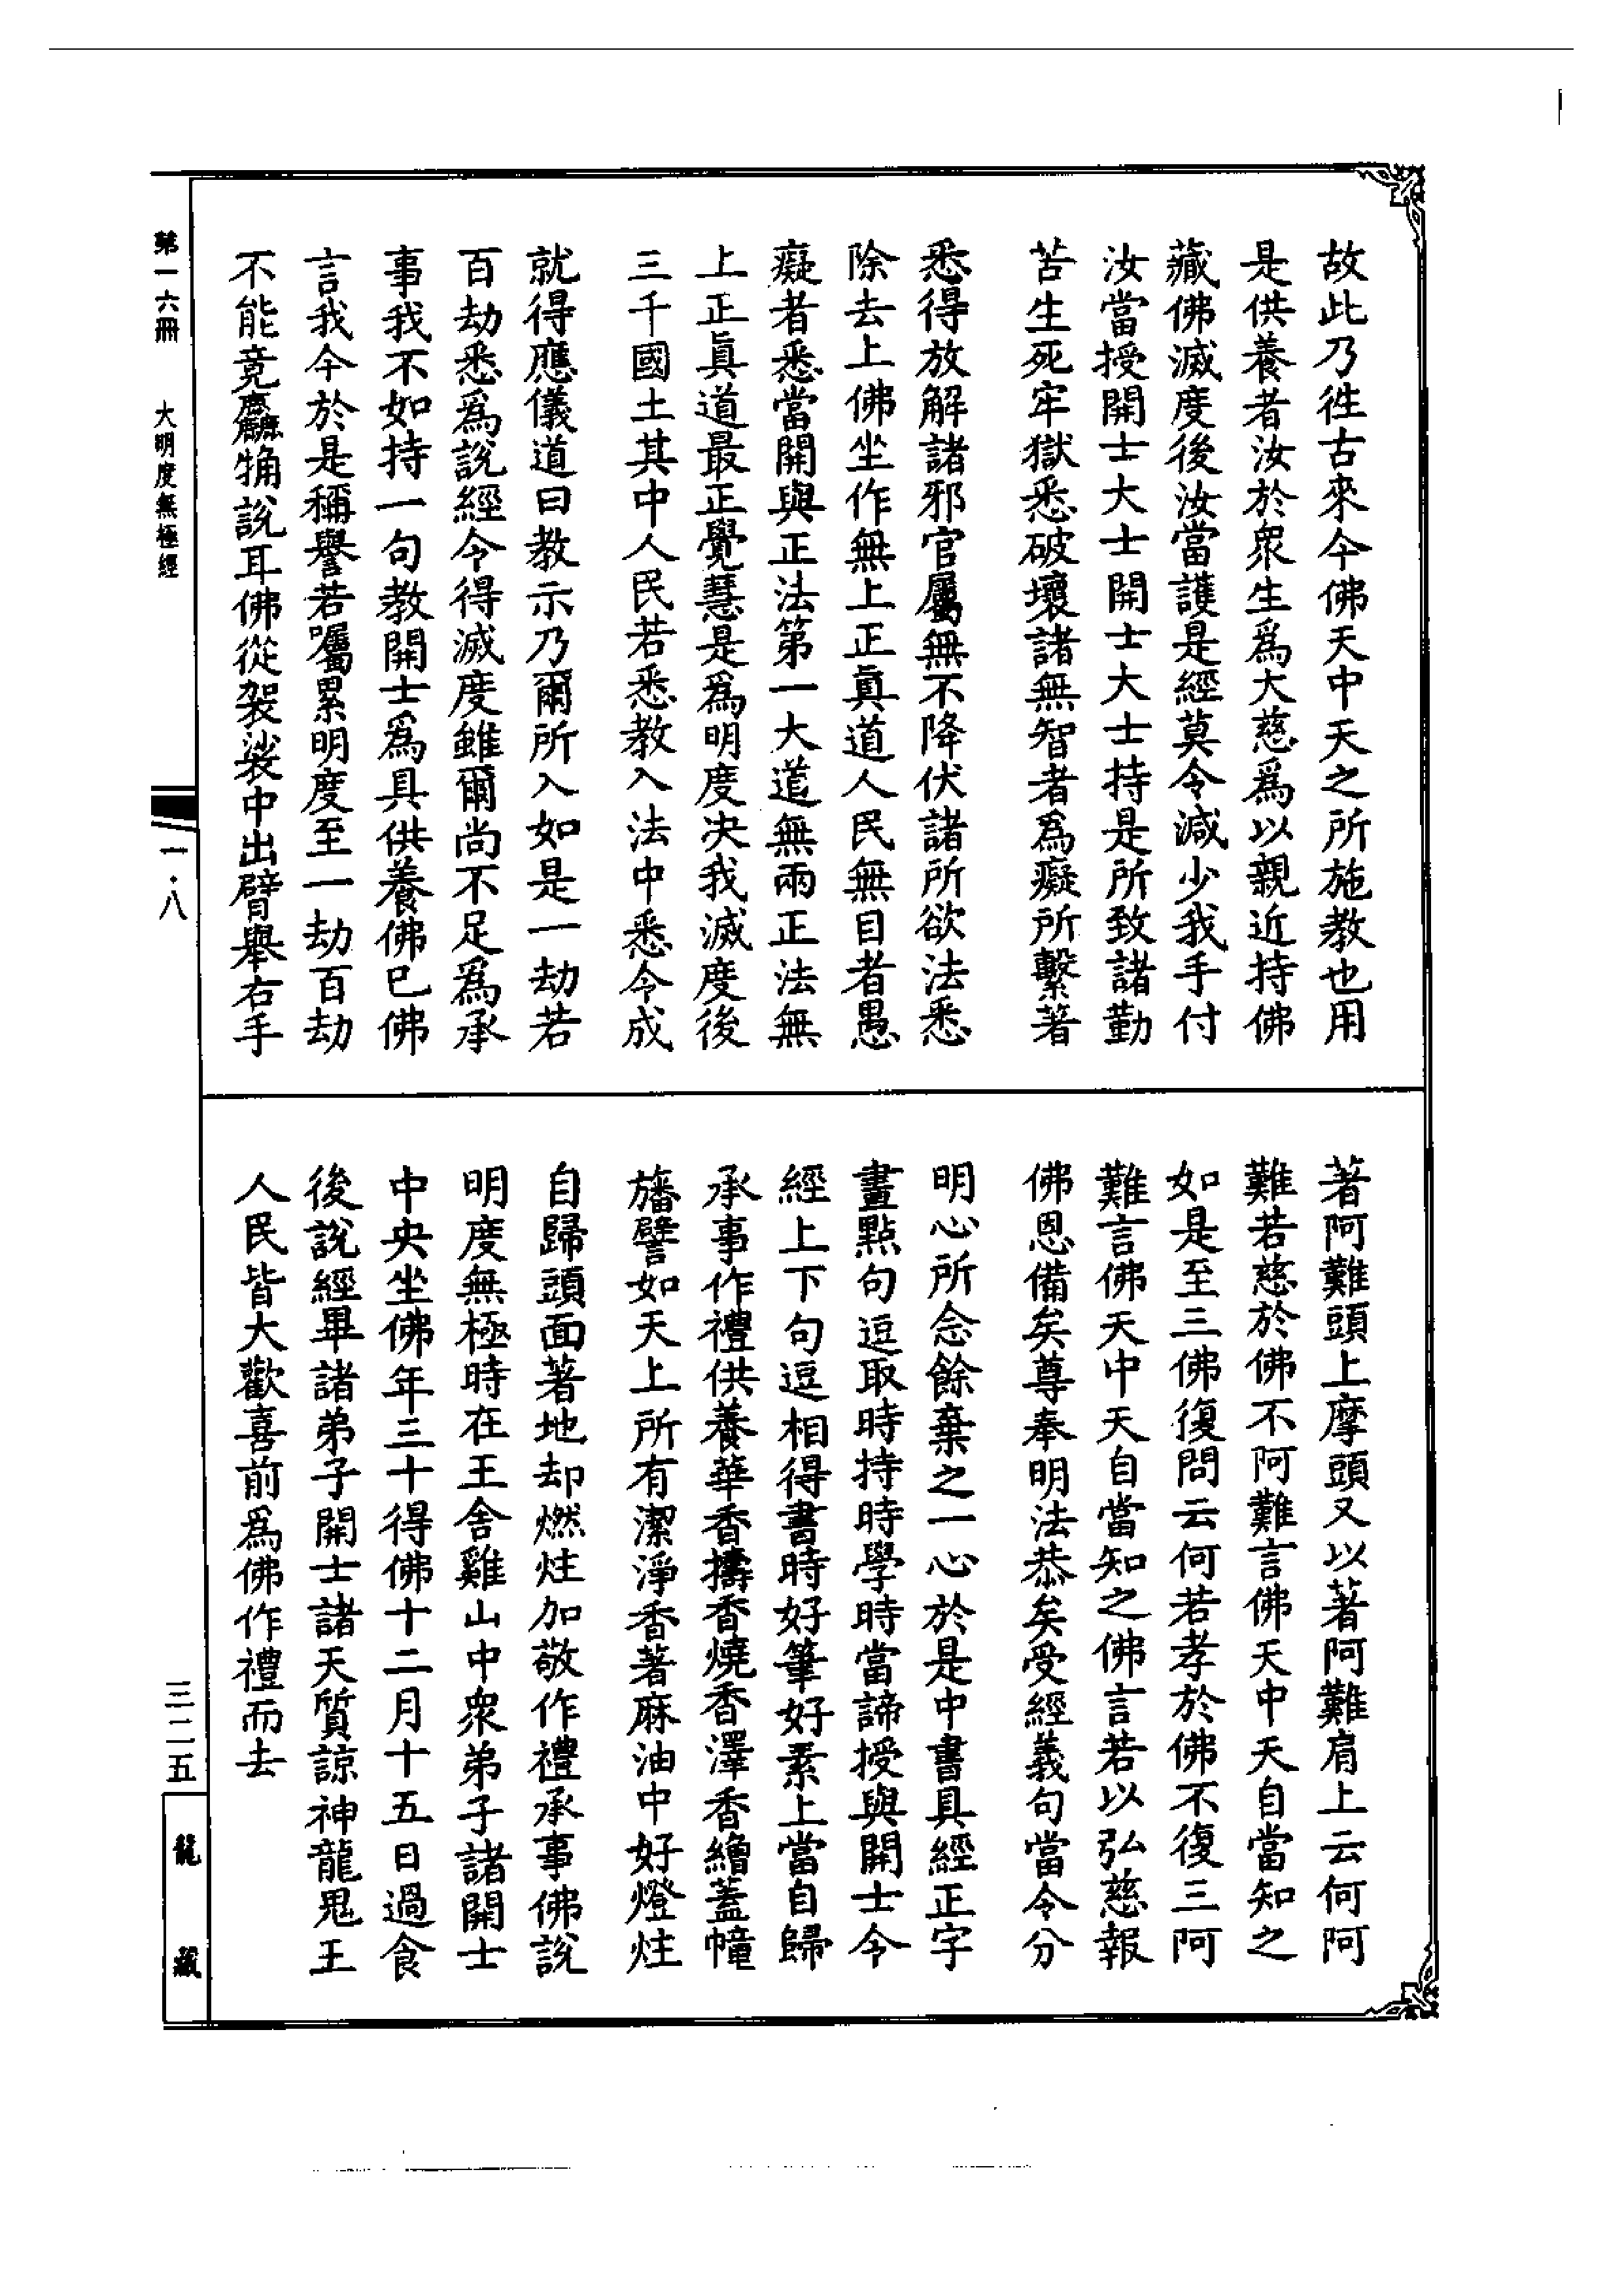 故此乃徃古來今佛天中天之所施教也用
是供養者汝於衆生爲大慈爲以親近持佛
藏佛滅度後汝當護是經莫令減少我手付
汝當授開士大士開士大士持是所致諸勤
苦生死牢獄悉破壞諸無智者爲癡所繫著
悉得放解諸邪官屬無不降伏諸所欲法悉
除去上佛坐作無上正眞道人民無目者愚
癡者悉當開與正法第一大道無兩正法無
上正眞道最正覺慧是爲明度決我滅度後
三千國土其中人民若悉教入法中悉令成
就得應儀道曰教示乃爾所入如是一劫若
百劫悉爲說經令得滅度雖爾尚不足爲承
事我不如持一句教開士爲具供養佛已佛
言我今於是稱譽若囑累明度至一劫百劫
不能竟麤觕說耳佛從袈裟中出臂舉右手
著阿難頭上摩頭又以著阿難肩上云何阿
難若慈於佛不阿難言佛天中天自當知之
如是至三佛復問云何若孝於佛不復三阿
難言佛天中天自當知之佛言若以弘慈報
佛恩備矣尊奉明法恭矣受經義句當令分
明心所念餘棄之一心於是中書具經正字
畫點句逗取時持時學時當諦授與開士令
經上下句逗相得書時好筆好素上當自歸
承事作禮供養華香擣香燒香澤香繒蓋幢
旛譬如天上所有潔淨香著麻油中好燈炷
自歸頭面著地却燃炷加敬作禮承事佛說
明度無極時在王舍雞山中衆弟子諸開士
中央坐佛年三十得佛十二月十五日過食
後說經畢諸弟子開士諸天質諒神龍鬼王
人民皆大歡喜前爲佛作禮而去
第一六冊　大明度無極經
一·八
三二五
龍藏